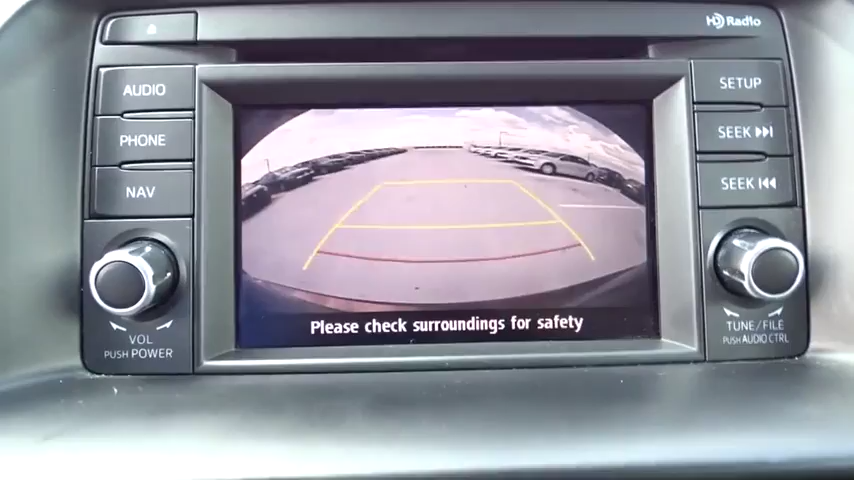 HD Radio
AUDIO
PHONE
NAV
VOL
PUSH POWER
SETUP
SEEK
SEEK
TUNE/FILE
PUSH AUDIO CTRL
Please check surroundings for safety